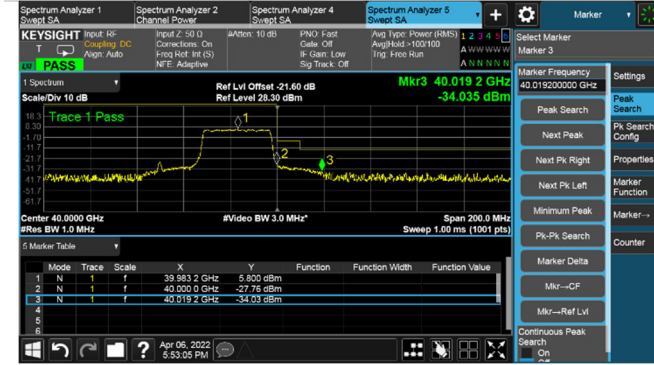 Spectrum Analyzer 1
Swept SA
Spectrum Analyzer 2
Channel Power
Spectrum Analyzer 4
Swept SA
Spectrum Analyzer 5
Swept SA
+
Marker
KEYSIGHT
T
PASS
Input: RF
Coupling: DC
Align: Auto
Input Z: 50 Ω
Corrections: On
Freq Ref: Int (S)
NFE: Adaptive
#Atten: 10 dB
PNO: Fast
Gate: Off
IF Gain: Low
Sig Track: Off
Avg Type: Power (RMS)
Avg|Hold >100/100
Trig: Free Run
1 2 3 4 5 6
A W W W W W
A N N N N N
1 Spectrum
Scale/Div 10 dB
Ref Lvl Offset -21.60 dB
Ref Level 28.30 dBm
Mkr3 40.019 2 GHz
-34.035 dBm
Trace 1 Pass
18.3
8.30
-1.70
-11.7
-21.7
-31.7
-41.7
-51.7
-61.7
1
2
3
Center 40.0000 GHz
#Video BW 3.0 MHz*
Span 200.0 MHz
#Res BW 1.0 MHz
Sweep 1.00 ms (1001 pts)
5 Marker Table
Mode Trace Scale X Y Function Function Width Function Value
1 N 1 f 39.983 2 GHz 5.800 dBm
2 N 1 f 40.000 0 GHz -27.76 dBm
3 N 1 f 40.019 2 GHz -34.03 dBm
4
5
6
Select Marker
Marker 3
Marker Frequency
40.019200000 GHz
Peak Search
Next Peak
Next Pk Right
Next Pk Left
Minimum Peak
Pk-Pk Search
Marker Delta
Mkr→CF
Mkr→Ref Lvl
Continuous Peak
Search
On
Off
Settings
Peak
Search
Pk Search
Config
Properties
Marker
Function
Marker→
Counter
?
Apr 06, 2022
5:53:05 PM